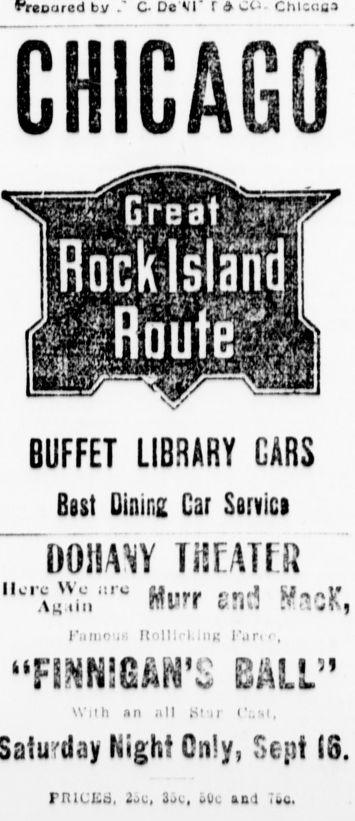 Prepared by C. DeWITT & CO. Chicago
CHICAGO
Great
Rock Island
Route
BUFFET LIBRARY CARS
Best Dining Car Service
DOHANY THEATER
Here We are
Again
Murr and Mack,
Famous Rollicking Farce,
"FINNIGAN'S BALL"
With an all Star Cast,
Saturday Night Only, Sept 16.
PRICES, 25c, 35c, 50c and 75c.